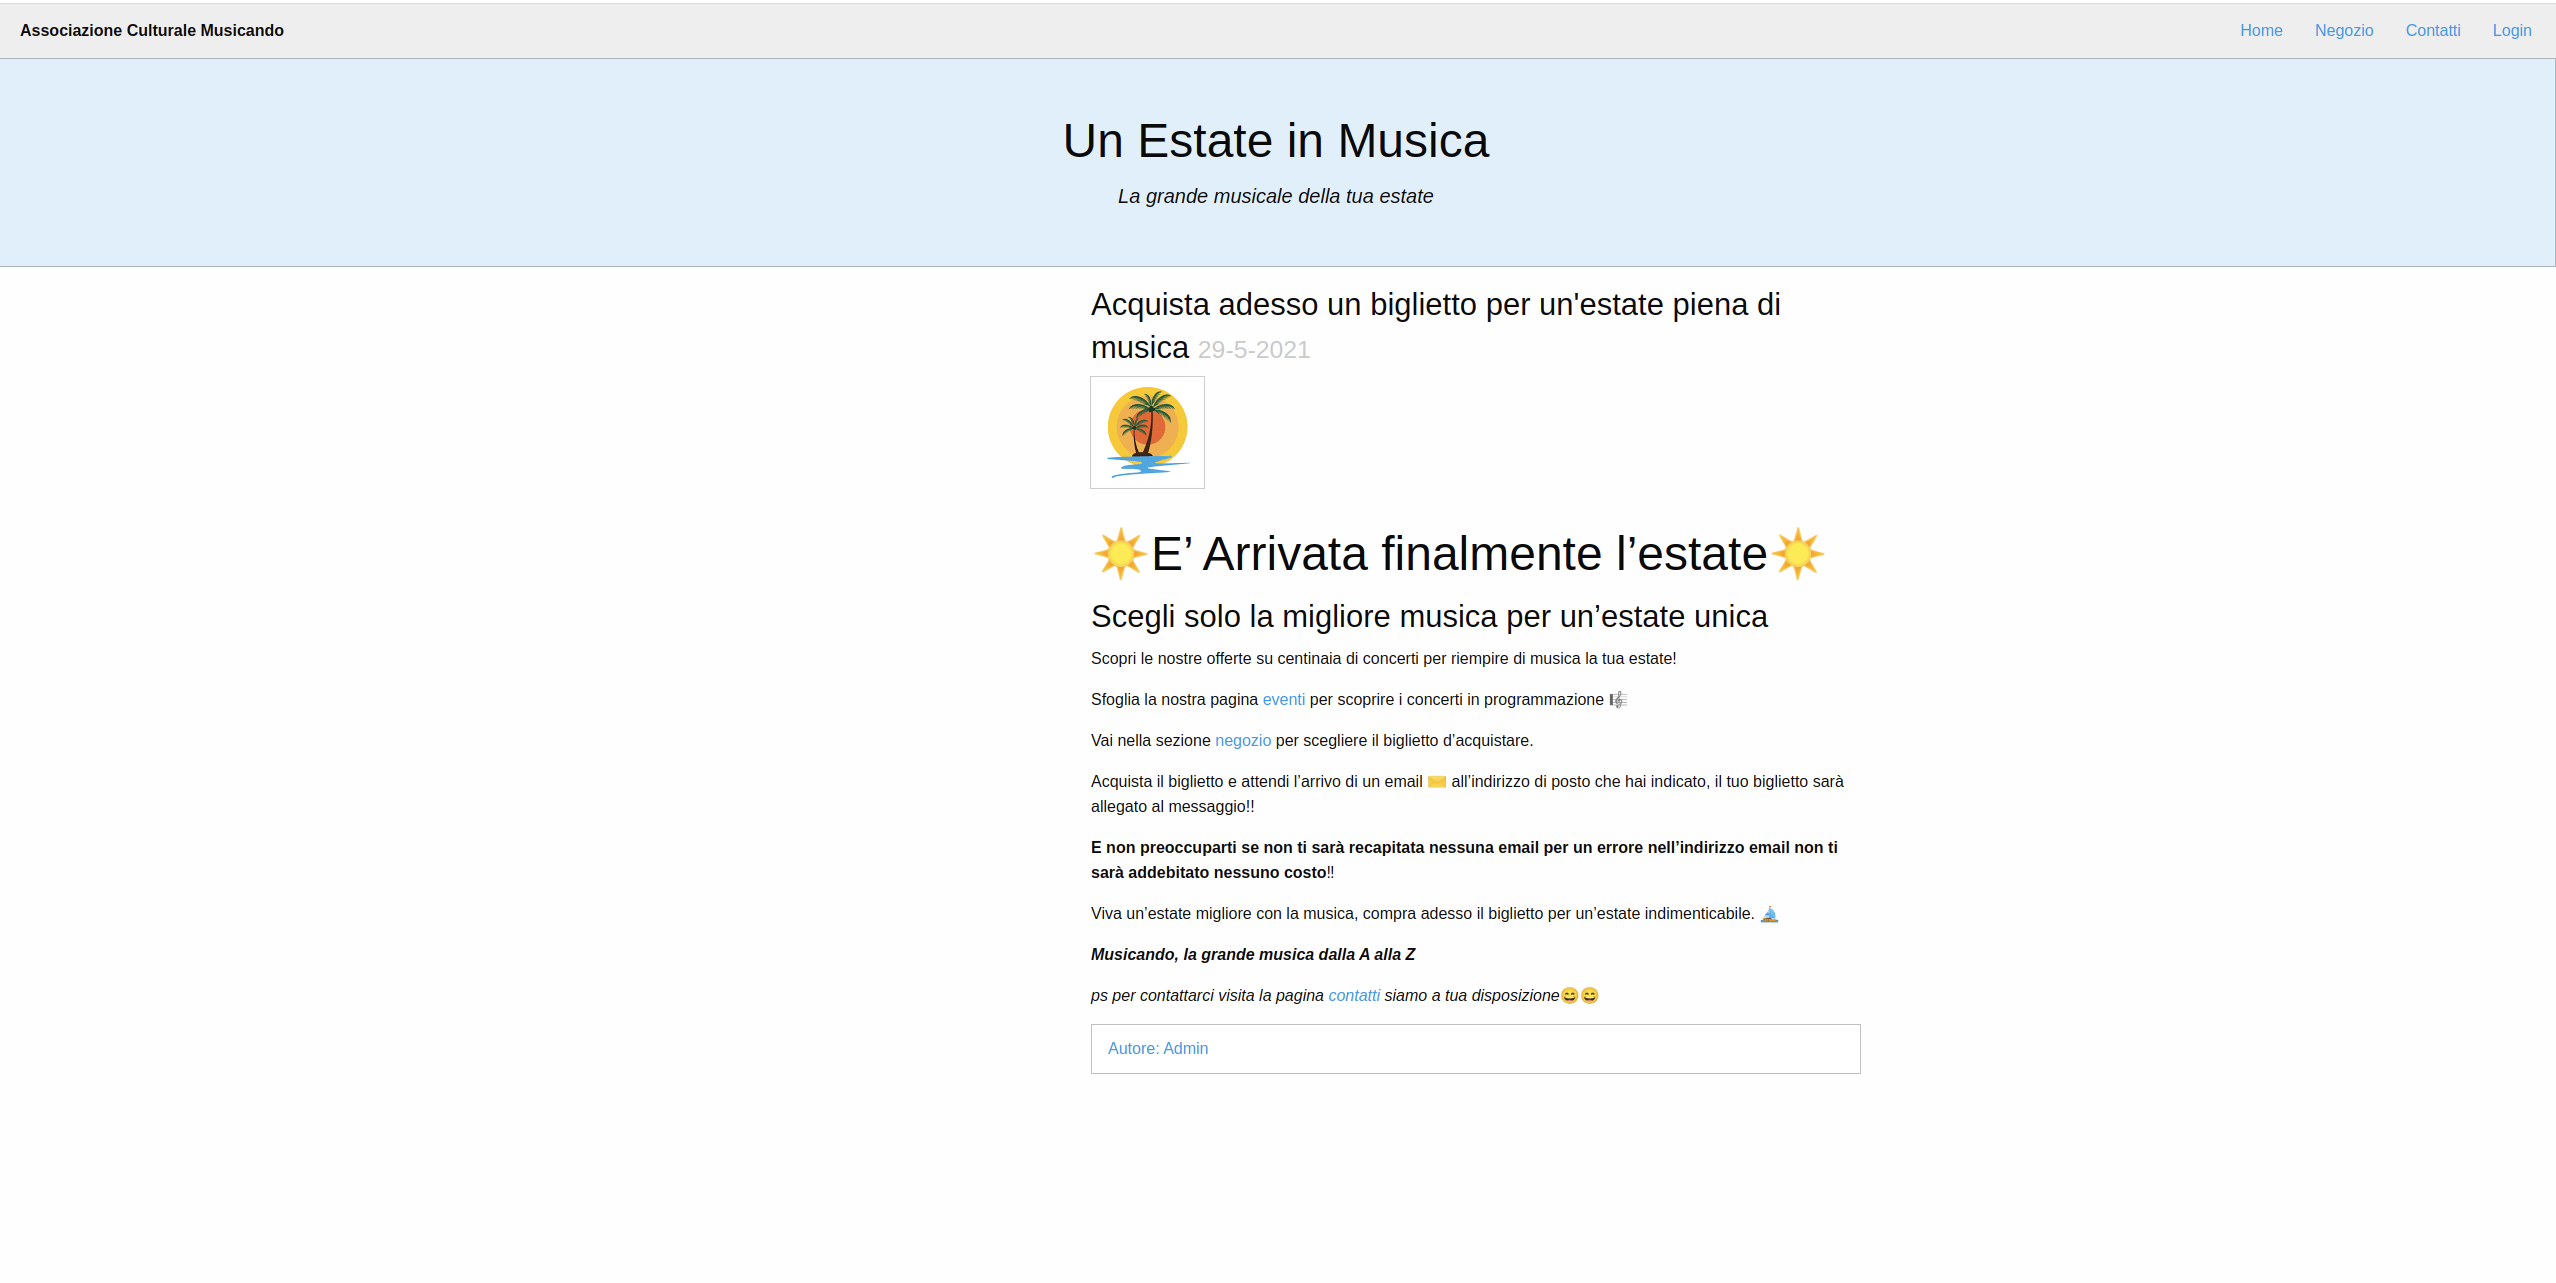 Associazione Culturale Musicando
Home Negozio Contatti Login
Un Estate in Musica
La grande musicale della tua estate
Acquista adesso un biglietto per un'estate piena di
musica 29-5-2021
☀️E’ Arrivata finalmente l’estate☀️
Scegli solo la migliore musica per un’estate unica
Scopri le nostre offerte su centinaia di concerti per riempire di musica la tua estate!
Sfoglia la nostra pagina eventi per scoprire i concerti in programmazione 🎼
Vai nella sezione negozio per scegliere il biglietto d’acquistare.
Acquista il biglietto e attendi l’arrivo di un email ✉️ all’indirizzo di posto che hai indicato, il tuo biglietto sarà
allegato al messaggio!!
E non preoccuparti se non ti sarà recapitata nessuna email per un errore nell’indirizzo email non ti
sarà addebitato nessuno costo!!
Viva un’estate migliore con la musica, compra adesso il biglietto per un’estate indimenticabile. ⛵
Musicando, la grande musica dalla A alla Z
ps per contattarci visita la pagina contatti siamo a tua disposizione😄😄
Autore: Admin